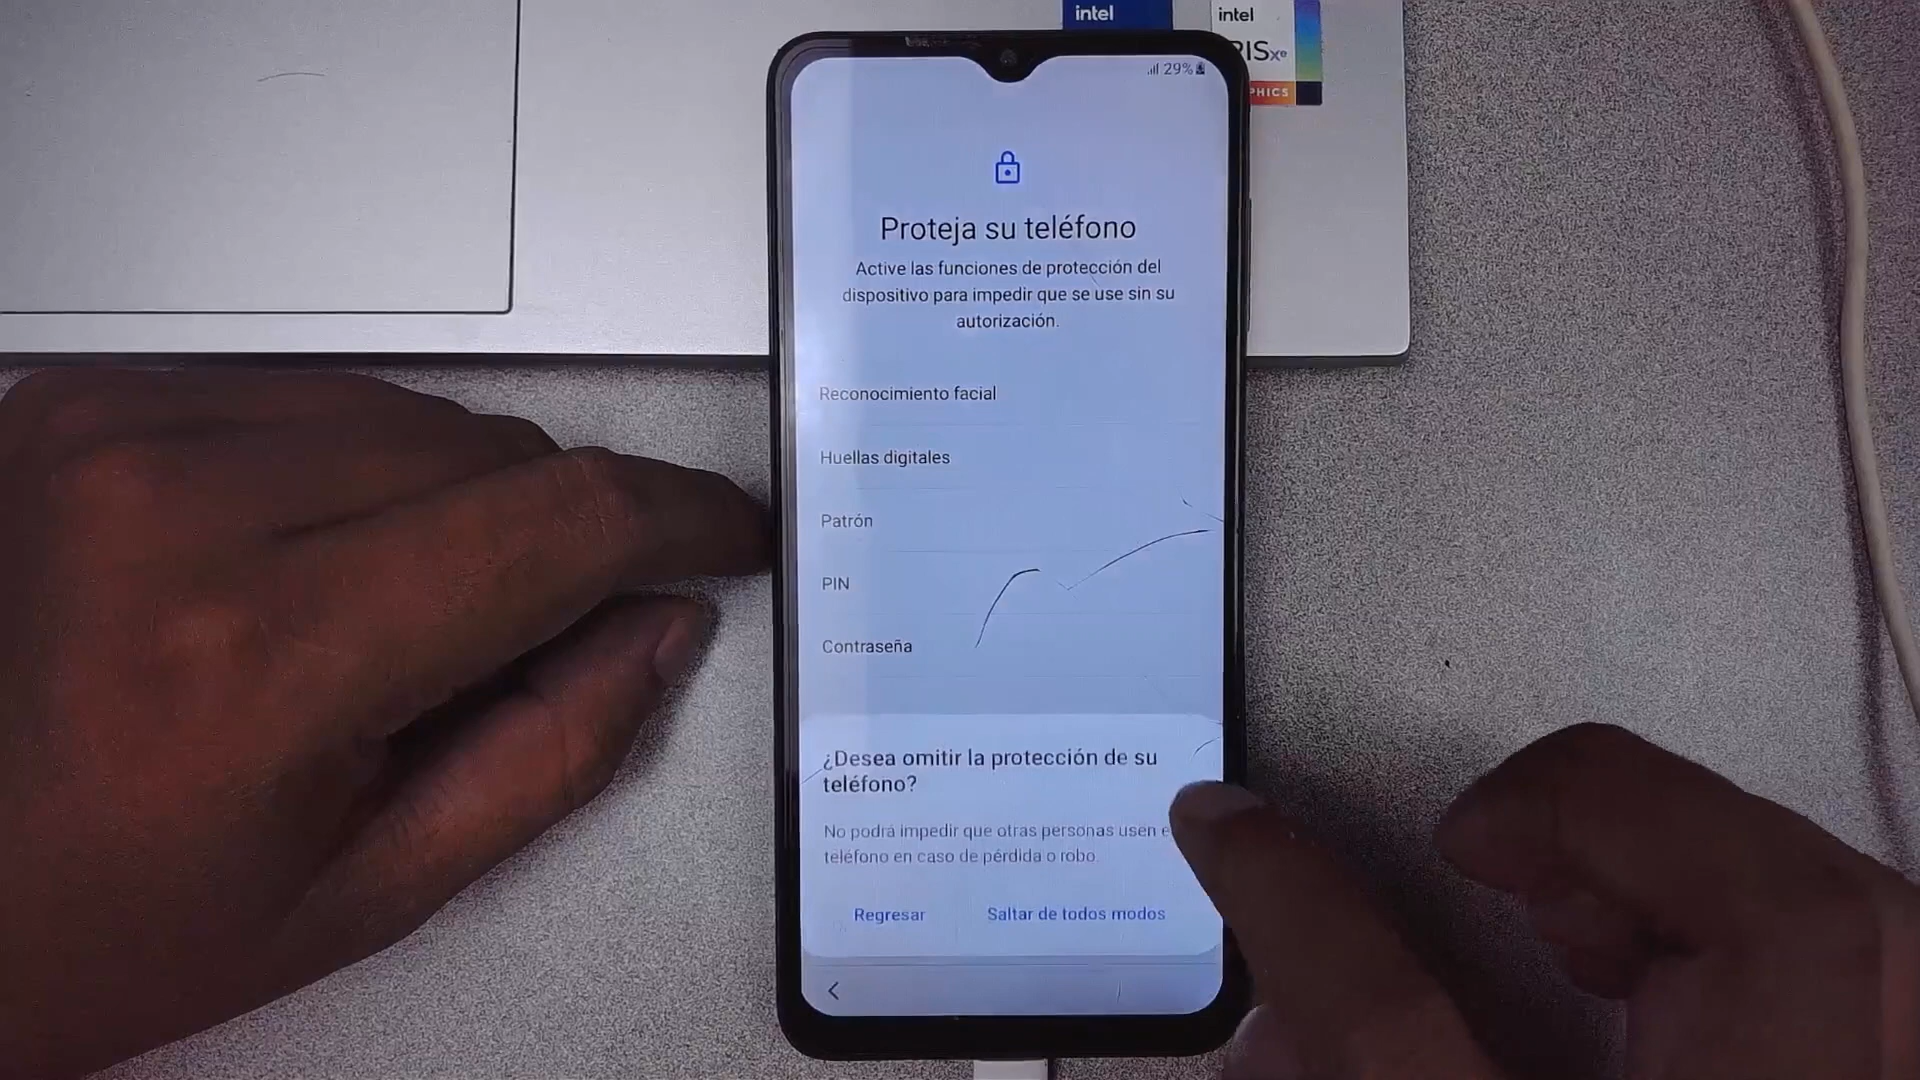 intel
intel
RISxe
PHICS
29%
Proteja su teléfono
Active las funciones de protección del
dispositivo para impedir que se use sin su
autorización.
Reconocimiento facial
Huellas digitales
Patrón
PIN
Contraseña
¿Desea omitir la protección de su
teléfono?
No podrá impedir que otras personas usen e
teléfono en caso de pérdida o robo.
Regresar
Saltar de todos modos